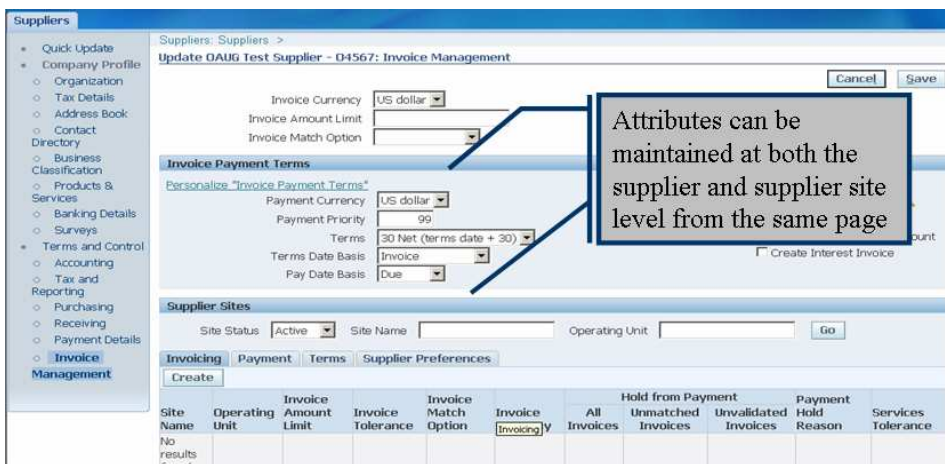 Suppliers
Quick Update
Company Profile
Organization
Tax Details
Address Book
Contact
Directory
Business
Classification
Products &
Services
Banking Details
Surveys
Terms and Control
Accounting
Tax and
Reporting
Purchasing
Receiving
Payment Details
Invoice
Management
Suppliers: Suppliers >
Update OAUG Test Supplier - O4567: Invoice Management
Cancel Save
Invoice Currency US dollar
Invoice Amount Limit
Invoice Match Option
Attributes can be
maintained at both the
supplier and supplier site
level from the same page
Invoice Payment Terms
Personalize "Invoice Payment Terms"
Payment Currency US dollar
Payment Priority 99
Terms 30 Net (terms date + 30)
Terms Date Basis Invoice
Pay Date Basis Due
Create Interest Invoice
Supplier Sites
Site Status Active Site Name Operating Unit Go
Invoicing Payment Terms Supplier Preferences
Create
Hold from Payment
Site Name Operating Unit Invoice Amount Limit Invoice Tolerance Invoice Match Option Invoice All Invoices Unmatched Invoices Unvalidated Invoices Payment Hold Reason Services Tolerance
Invoicing
No
results